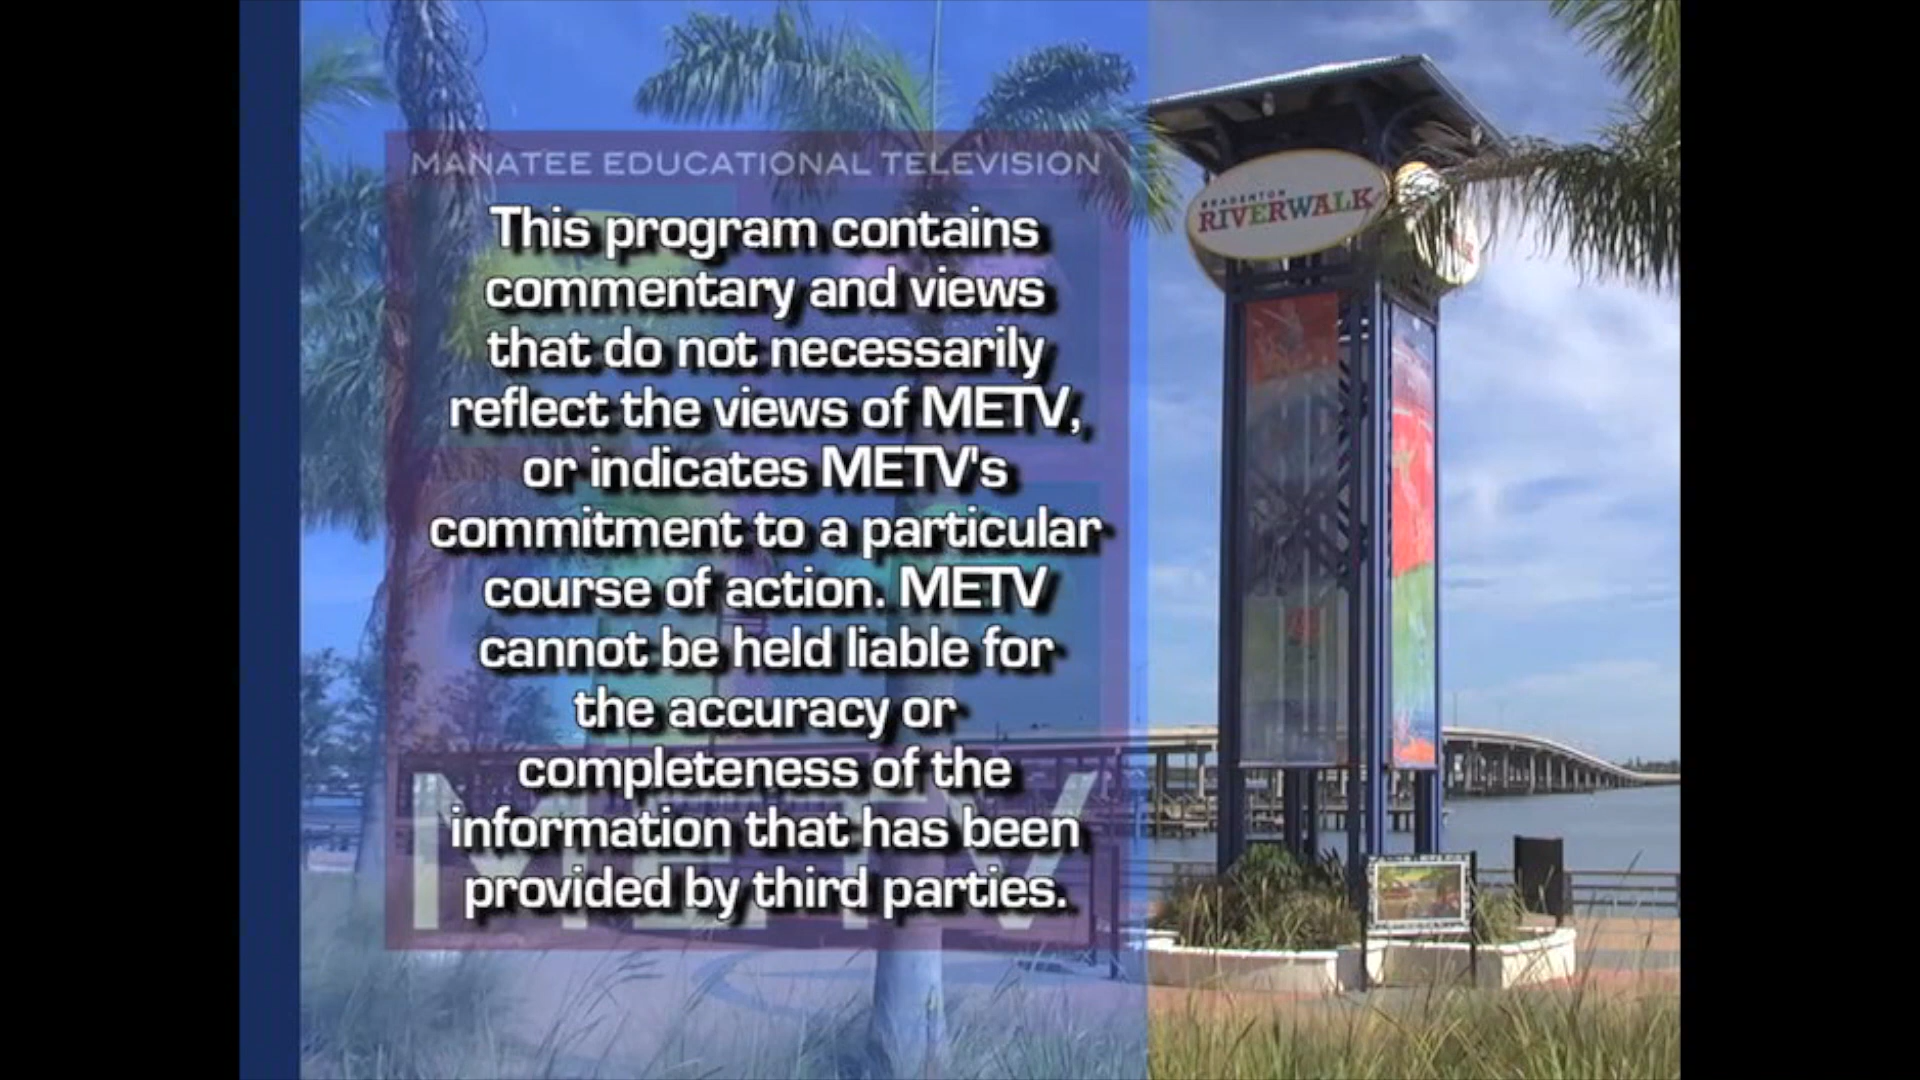 MANATEE EDUCATIONAL TELEVISION
This program contains
commentary and views
that do not necessarily
reflect the views of METV,
or indicates METV's
commitment to a particular
course of action. METV
cannot be held liable for
the accuracy or
completeness of the
information that has been
provided by third parties.
METV
BRADENTON
RIVERWALK